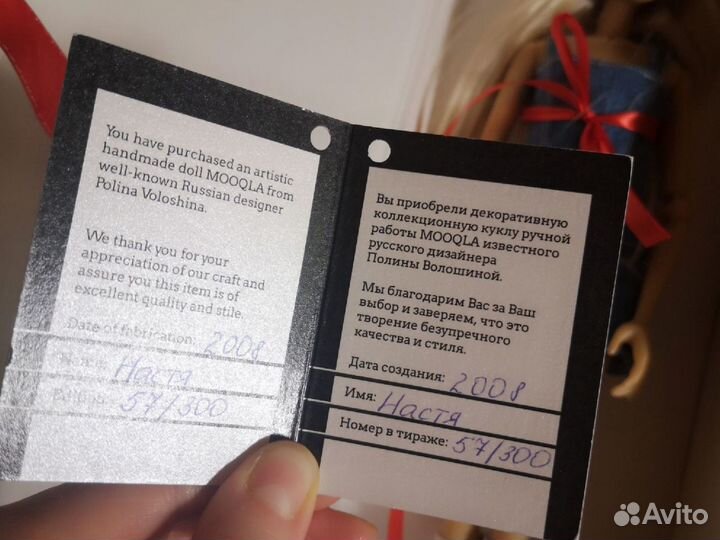 You have purchased an artistic
handmade doll MOOQLA from
well-known Russian designer
Polina Voloshina.
We thank you for your
appreciation of our craft and
assure you this item is of
excellent quality and stile.
Date of fabrication: 2008
Настя
57/300
Вы приобрели декоративную
коллекционную куклу ручной
работы MOOQLA известного
русского дизайнера
Полины Волошиной.
Мы благодарим Вас за Ваш
выбор и заверяем, что это
творение безупречного
качества и стиля.
Дата создания: 2008
Имя: Настя
Номер в тираже: 57/300
Avito